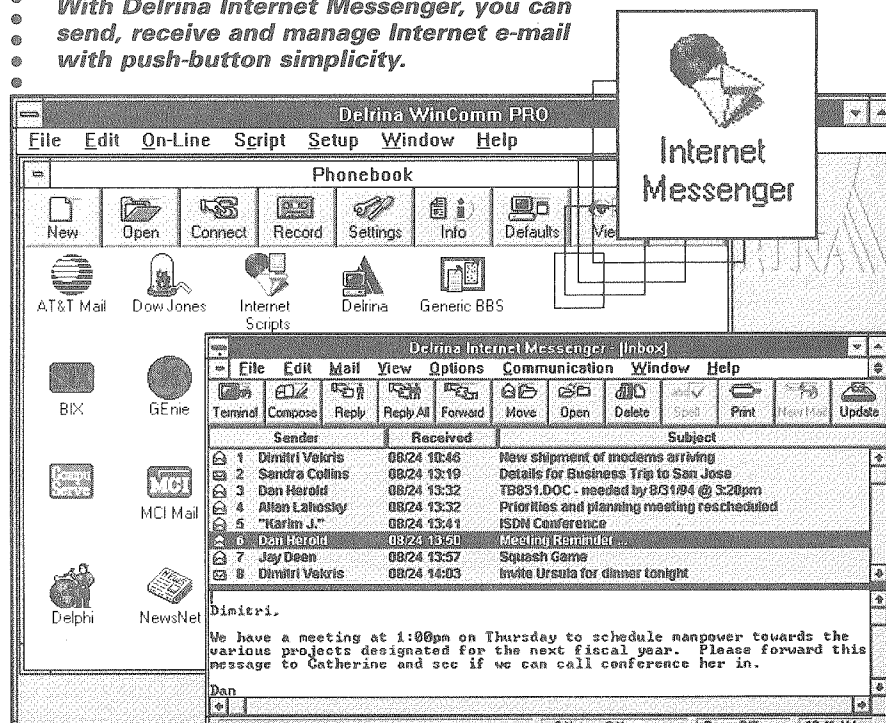 With Delrina Internet Messenger, you can
send, receive and manage Internet e-mail
with push-button simplicity.
Internet
Messenger
Delrina WinComm PRO
File Edit On-Line Script Setup Window Help
Phonebook
New Open Connect Record Settings Info Defaults
AT&T Mail Dow Jones Internet Scripts Delrina Generic BBS
BIX GEnie
MCI
MCI Mail
Delphi NewsNet
Delrina Internet Messenger - [Inbox]
File Edit Mail View Options Communication Window Help
Terminal Compose Reply Reply All Forward Move Open Delete Spell Print New Mail Update
Sender Received Subject
1 Dimitri Vekris 08/24 10:46 New shipment of modems arriving
2 Sandra Collins 08/24 13:19 Details for Business Trip to San Jose
3 Dan Herold 08/24 13:32 TB831.DOC - needed by 8/31/94 @ 3:20pm
4 Allan Lahosky 08/24 13:32 Priorities and planning meeting rescheduled
5 "Karim J." 08/24 13:41 ISDN Conference
6 Dan Herold 08/24 13:50 Meeting Reminder ...
7 Jay Deen 08/24 13:57 Squash Game
8 Dimitri Vekris 08/24 14:03 Invite Ursula for dinner tonight
Dimitri,
We have a meeting at 1:00pm on Thursday to schedule manpower towards the
various projects designated for the next fiscal year. Please forward this
message to Catherine and see if we can call conference her in.
Dan